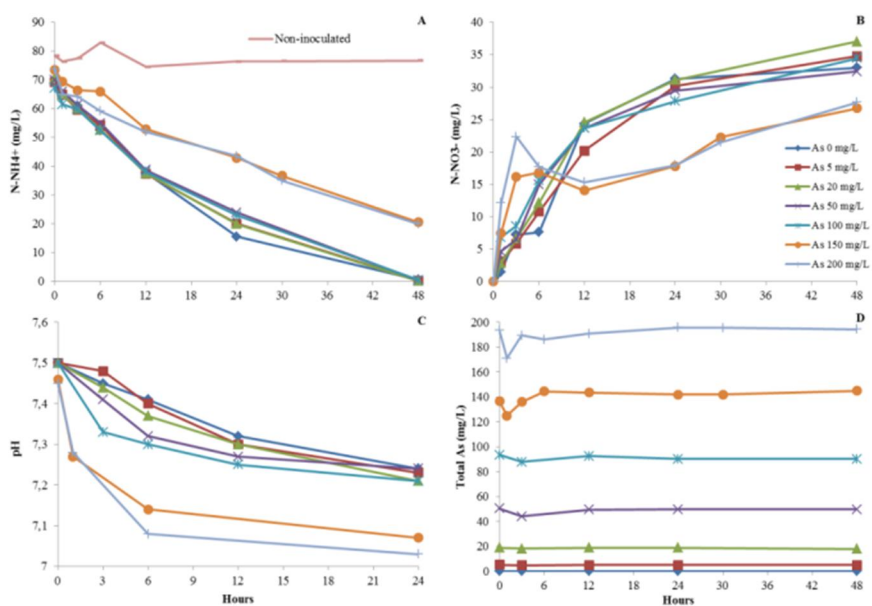 A
90
80
70
60
50
40
30
20
10
0
N-NH4+ (mg/L)
Non-inoculated
0 6 12 18 24 30 36 42 48
B
40
35
30
25
20
15
10
5
0
N-NO3- (mg/L)
As 0 mg/L
As 5 mg/L
As 20 mg/L
As 50 mg/L
As 100 mg/L
As 150 mg/L
As 200 mg/L
0 6 12 18 24 30 36 42 48
C
7,6
7,5
7,4
7,3
7,2
7,1
7
pH
0 3 6 9 12 15 18 21 24
Hours
D
200
180
160
140
120
100
80
60
40
20
0
Total As (mg/L)
0 6 12 18 24 30 36 42 48
Hours